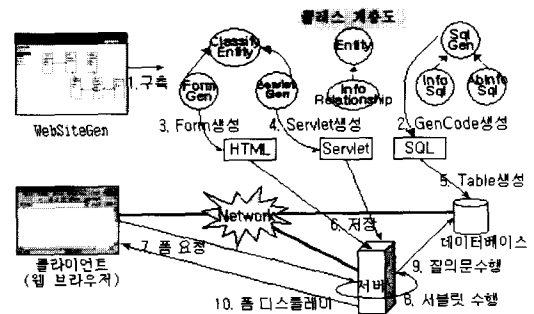 클래스 계층도
Classify
Entity
Entity
Sql
Gen
Form
Gen
Servlet
Gen
Info
Relationship
Info
Sql
AbInfo
Sql
1. 구축
WebSiteGen
3. Form생성
4. Servlet생성
2. GenCode생성
HTML
Servlet
SQL
5. Table생성
Network
6. 저장
데이터베이스
7. 폼 요청
클라이언트
(웹 브라우저)
서버
9. 질의문수행
10. 폼 디스플레이
8. 서블릿 수행